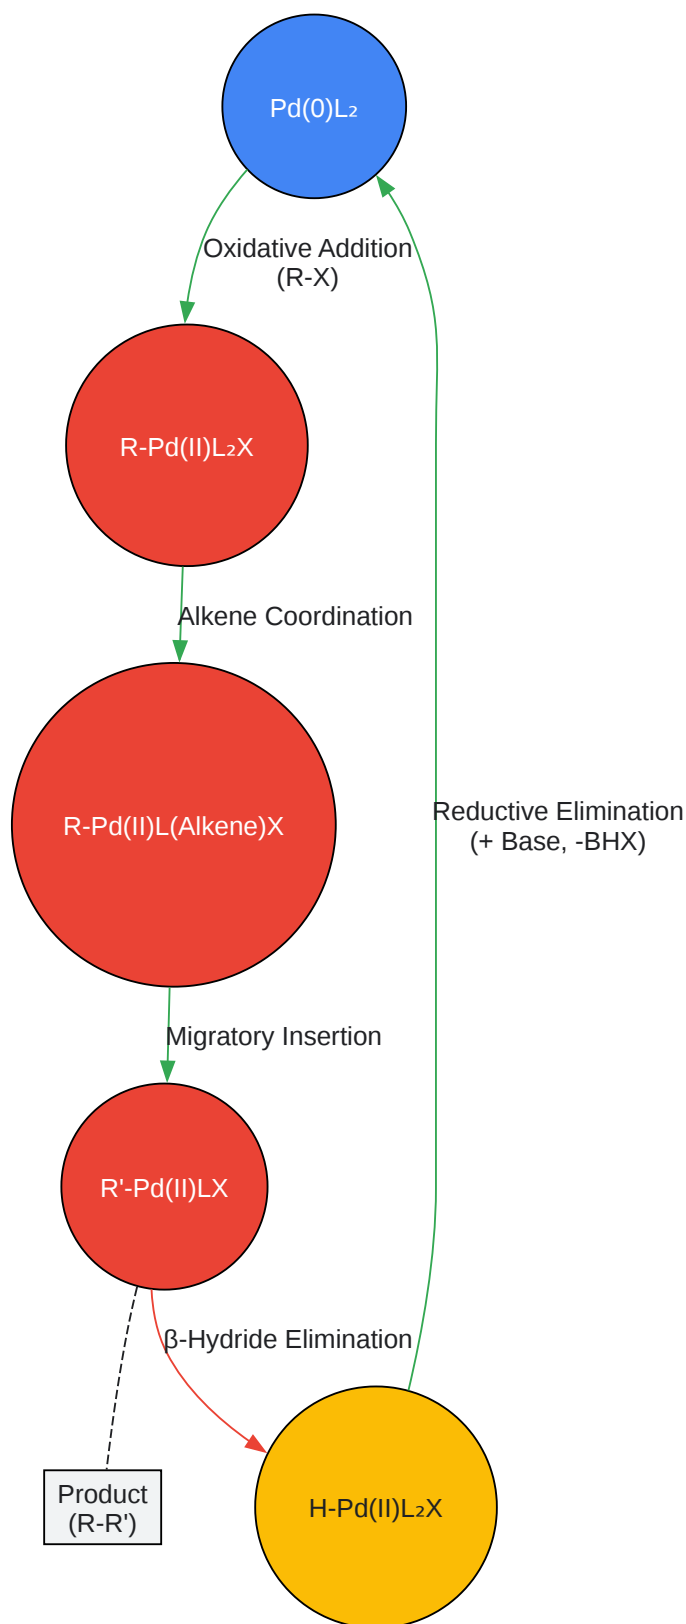 Pd(0)L₂
Oxidative Addition
(R-X)
R-Pd(II)L₂X
Alkene Coordination
R-Pd(II)L(Alkene)X
Reductive Elimination
(+ Base, -BHX)
Migratory Insertion
R'-Pd(II)LX
β-Hydride Elimination
Product
(R-R')
H-Pd(II)L₂X